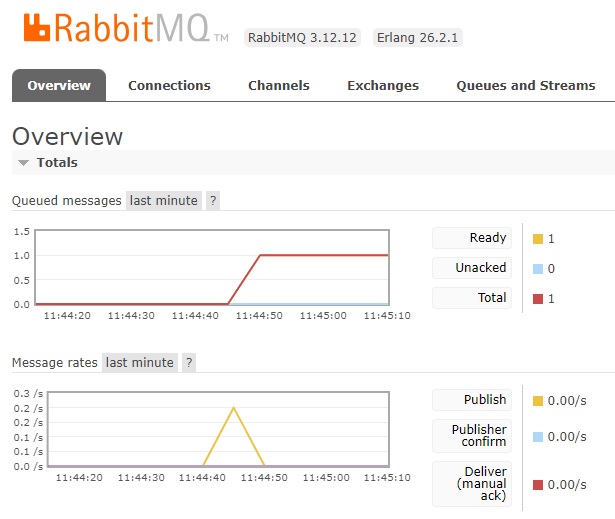 RabbitMQ TM RabbitMQ 3.12.12 Erlang 26.2.1
Overview Connections Channels Exchanges Queues and Streams
Overview
Totals
Queued messages last minute ?
1.5
1.0
0.5
0.0
11:44:20 11:44:30 11:44:40 11:44:50 11:45:00 11:45:10
Ready 1
Unacked 0
Total 1
Message rates last minute ?
0.3 /s
0.2 /s
0.2 /s
0.1 /s
0.1 /s
0.0 /s
11:44:20 11:44:30 11:44:40 11:44:50 11:45:00 11:45:10
Publish 0.00/s
Publisher
confirm 0.00/s
Deliver
(manual
ack) 0.00/s